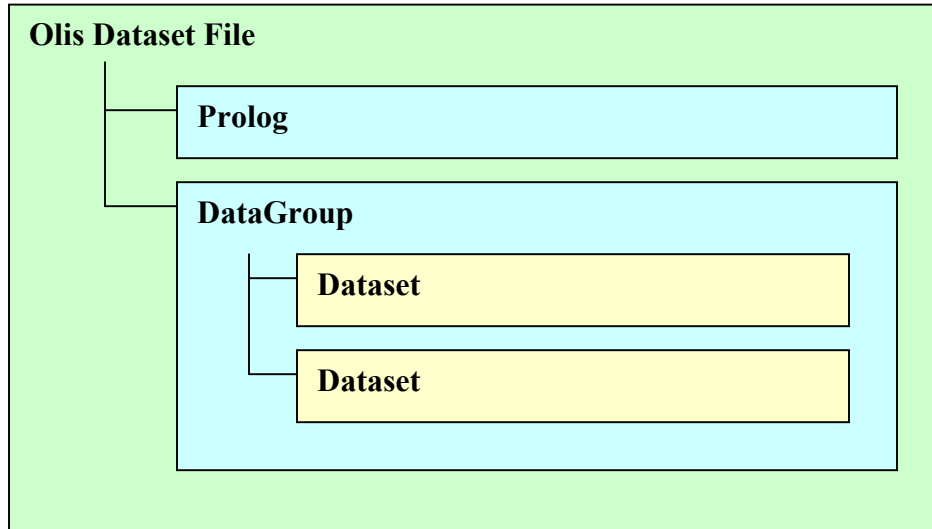 Olis Dataset File
Prolog
DataGroup
Dataset
Dataset